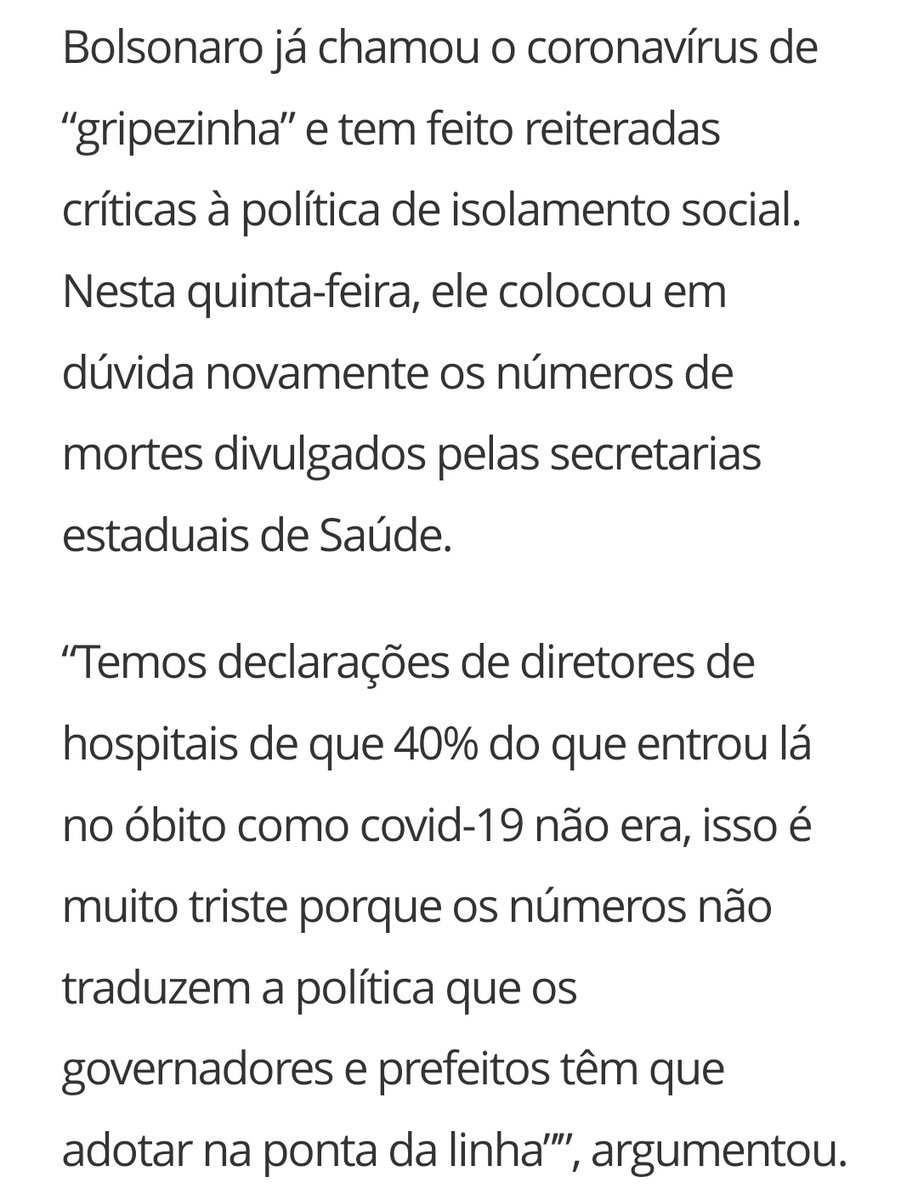 Bolsonaro já chamou o coronavírus de
“gripezinha” e tem feito reiteradas
críticas à política de isolamento social.
Nesta quinta-feira, ele colocou em
dúvida novamente os números de
mortes divulgados pelas secretarias
estaduais de Saúde.
“Temos declarações de diretores de
hospitais de que 40% do que entrou lá
no óbito como covid-19 não era, isso é
muito triste porque os números não
traduzem a política que os
governadores e prefeitos têm que
adotar na ponta da linha”", argumentou.